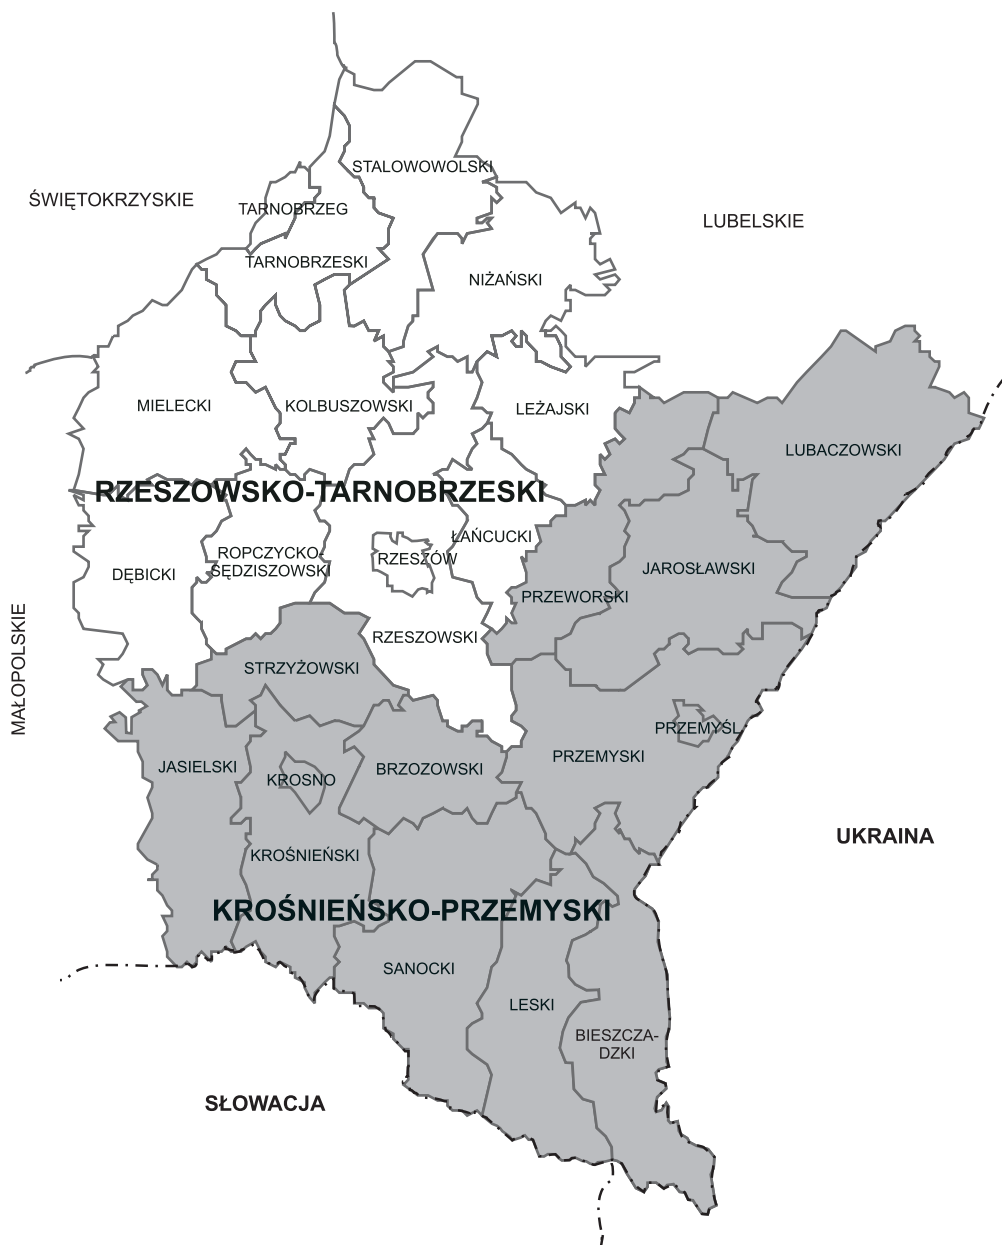 STALOWOWOLSKI
ŚWIĘTOKRZYSKIE
TARNOBRZEG
LUBELSKIE
TARNOBRZESKI
NIŻAŃSKI
MIELECKI
KOLBUSZOWSKI
LEŻAJSKI
LUBACZOWSKI
RZESZOWSKO-TARNOBRZESKI
ŁAŃCUCKI
ROPCZYCKO-
SĘDZISZOWSKI
RZESZÓW
DĘBICKI
JAROSŁAWSKI
PRZEWORSKI
RZESZOWSKI
MAŁOPOLSKIE
STRZYŻOWSKI
PRZEMYŚL
PRZEMYSKI
JASIELSKI
KROSNO
BRZOZOWSKI
UKRAINA
KROŚNIEŃSKI
KROŚNIEŃSKO-PRZEMYSKI
SANOCKI
LESKI
BIESZCZA-
DZKI
SŁOWACJA